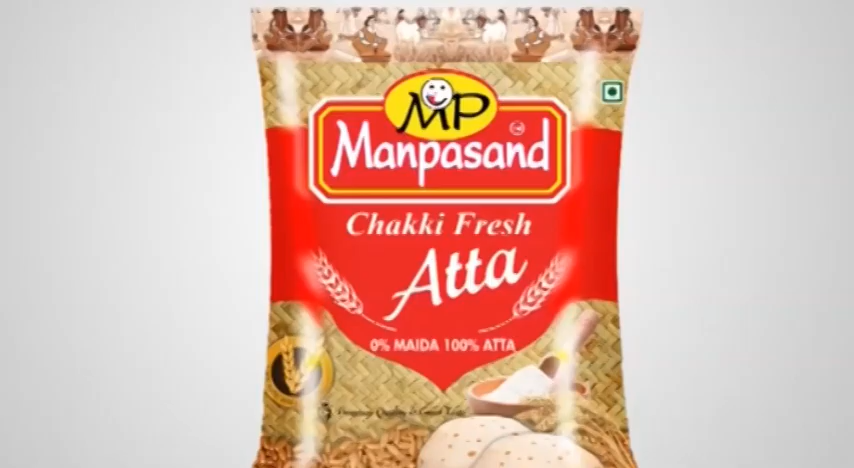 MP
Manpasand
Chakki Fresh
Atta
0% MAIDA 100% ATTA